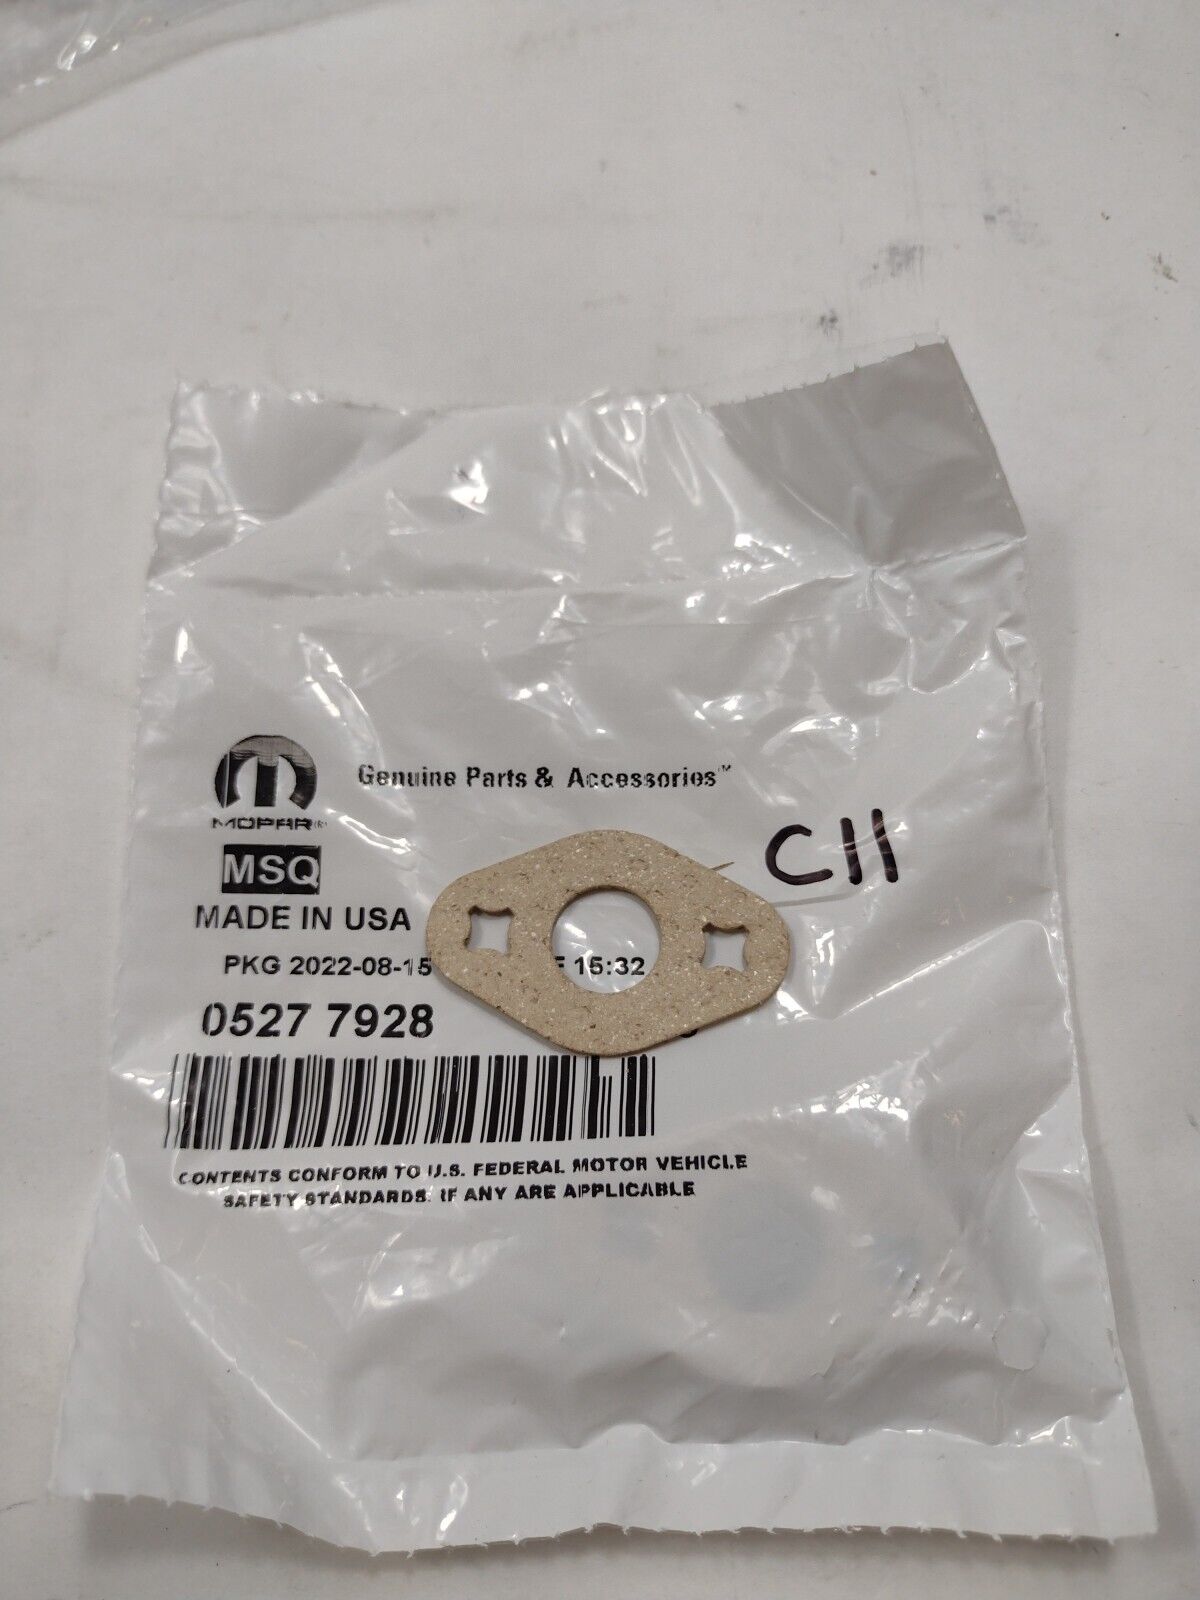 Genuine Parts & Accessories™
MOPAR(R)
C11
MSQ
MADE IN USA
PKG 2022-08-15 15:32
0527 7928
CONTENTS CONFORM TO U.S. FEDERAL MOTOR VEHICLE
SAFETY STANDARDS, IF ANY ARE APPLICABLE